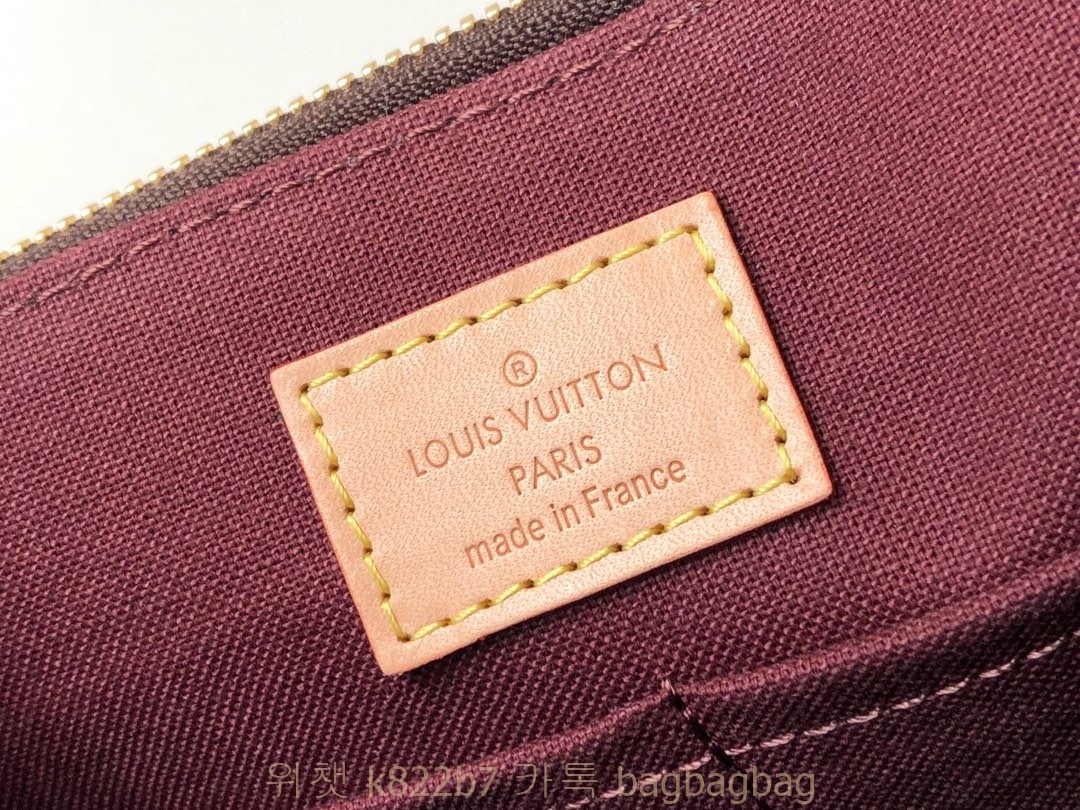 ®
LOUIS VUITTON
PARIS
made in France
위챗 k822b7 카톡 bagbagbag